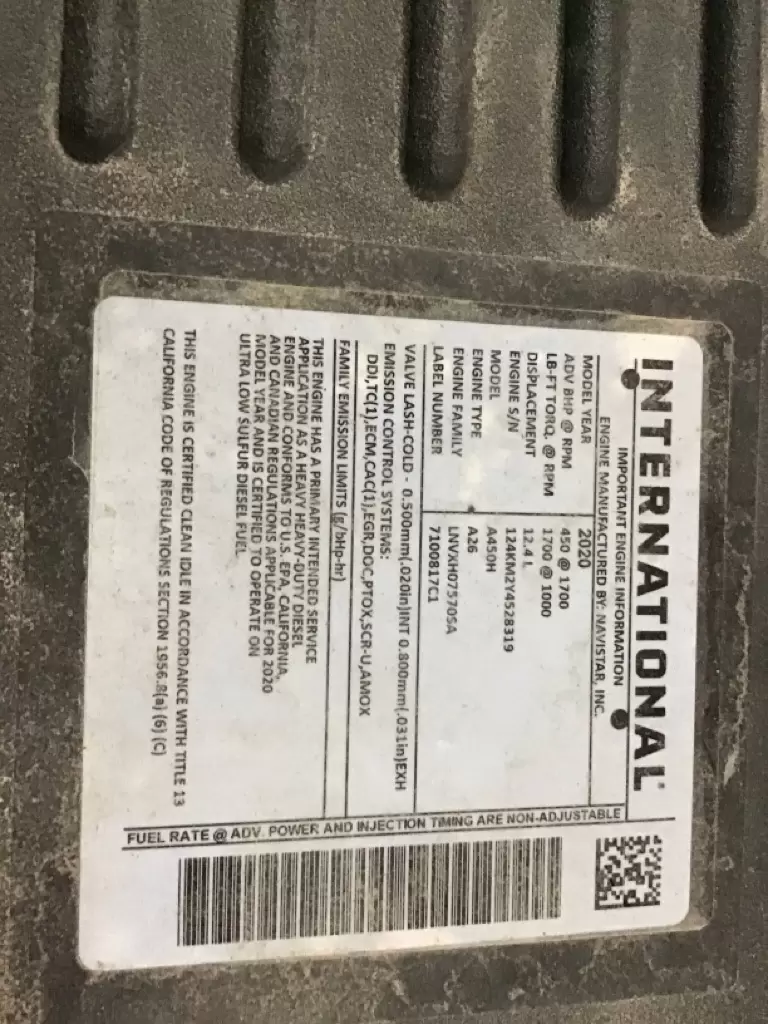 INTERNATIONAL®
IMPORTANT ENGINE INFORMATION
ENGINE MANUFACTURED BY: NAVISTAR, INC.
MODEL YEAR 2020
ADV BHP @ RPM 450 @ 1700
LB-FT TORQ. @ RPM 1700 @ 1000
DISPLACEMENT 12.4 L
ENGINE S/N 124KM2Y4528319
MODEL A450H
ENGINE TYPE A26
ENGINE FAMILY LNVXH07570SA
LABEL NUMBER 7100817C1
VALVE LASH-COLD - 0.500mm(.020in)INT 0.800mm(.031in)EXH
EMISSION CONTROL SYSTEMS:
DDI,TC(1),ECM,CAC(1),EGR,DOC,PTOX,SCR-U,AMOX
FAMILY EMISSION LIMITS (g/bHp-hr)
THIS ENGINE HAS A PRIMARY INTENDED SERVICE
APPLICATION AS A HEAVY HEAVY-DUTY DIESEL
ENGINE AND CONFORMS TO U.S. EPA, CALIFORNIA,
AND CANADIAN REGULATIONS APPLICABLE FOR 2020
MODEL YEAR AND IS CERTIFIED TO OPERATE ON
ULTRA LOW SULFUR DIESEL FUEL
THIS ENGINE IS CERTIFIED CLEAN IDLE IN ACCORDANCE WITH TITLE 13
CALIFORNIA CODE OF REGULATIONS SECTION 1956.8(a) (6) (C)
FUEL RATE @ ADV. POWER AND INJECTION TIMING ARE NON-ADJUSTABLE